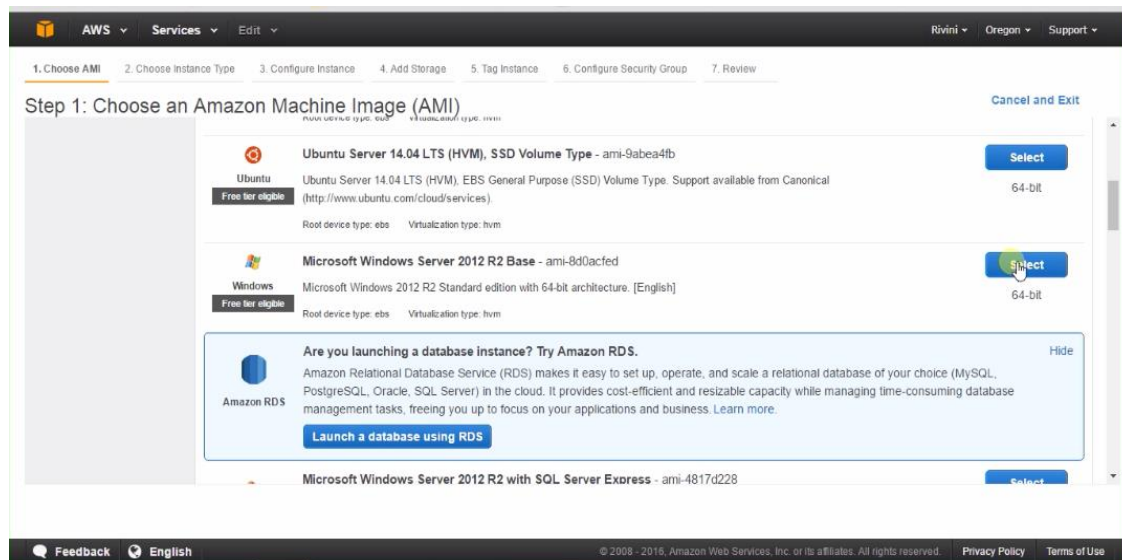 AWS Services Edit Rivini Oregon Support
1. Choose AMI 2. Choose Instance Type 3. Configure Instance 4. Add Storage 5. Tag Instance 6. Configure Security Group 7. Review
Step 1: Choose an Amazon Machine Image (AMI)
Cancel and Exit
Root device type: ebs Virtualization type: hvm
Ubuntu Server 14.04 LTS (HVM), SSD Volume Type - ami-9abea4fb
Select
Ubuntu
Free tier eligible
Ubuntu Server 14.04 LTS (HVM), EBS General Purpose (SSD) Volume Type. Support available from Canonical
(http://www.ubuntu.com/cloud/services).
64-bit
Root device type: ebs Virtualization type: hvm
Microsoft Windows Server 2012 R2 Base - ami-8d0acfed
Select
Windows
Free tier eligible
Microsoft Windows 2012 R2 Standard edition with 64-bit architecture. [English]
64-bit
Root device type: ebs Virtualization type: hvm
Are you launching a database instance? Try Amazon RDS.
Hide
Amazon RDS
Amazon Relational Database Service (RDS) makes it easy to set up, operate, and scale a relational database of your choice (MySQL,
PostgreSQL, Oracle, SQL Server) in the cloud. It provides cost-efficient and resizable capacity while managing time-consuming database
management tasks, freeing you up to focus on your applications and business. Learn more.
Launch a database using RDS
Microsoft Windows Server 2012 R2 with SQL Server Express - ami-4817d228
Select
Feedback English © 2008 - 2016, Amazon Web Services, Inc. or its affiliates. All rights reserved. Privacy Policy Terms of Use